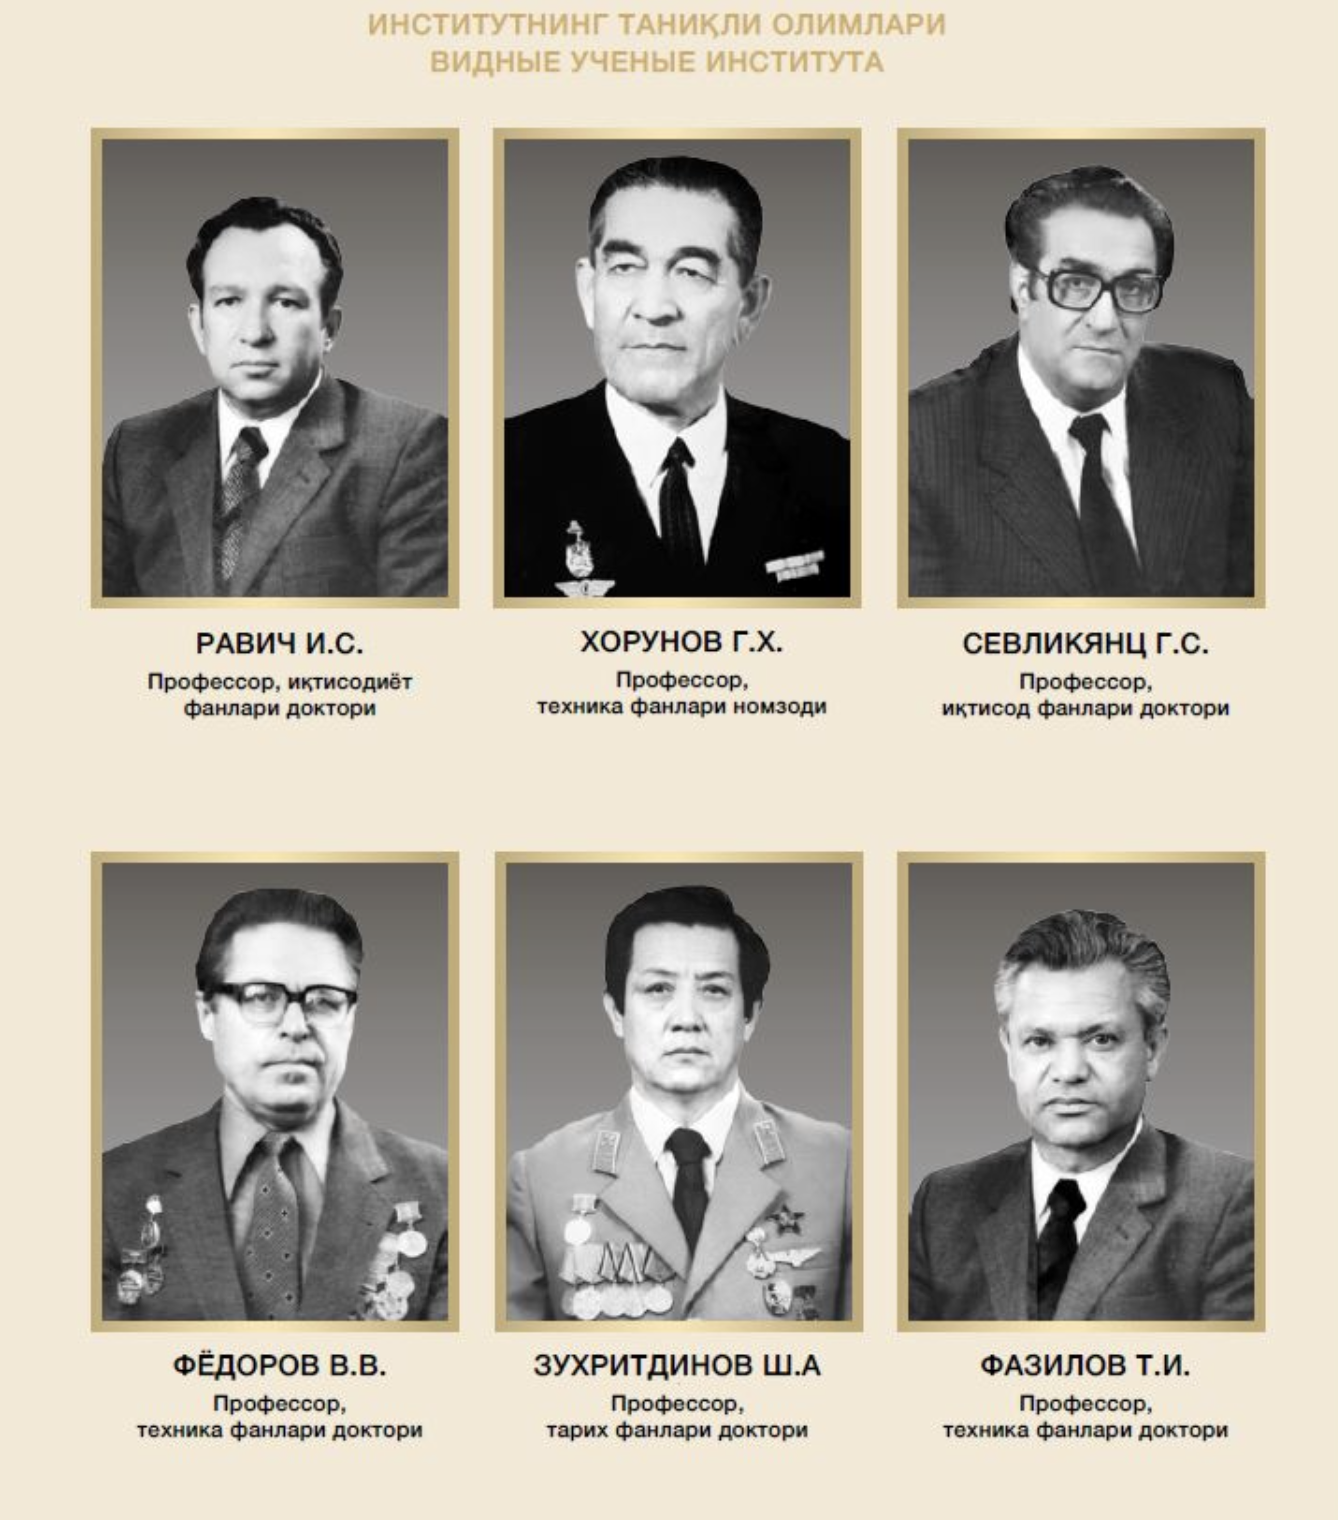 ИНСТИТУТНИНГ ТАНИҚЛИ ОЛИМЛАРИ
ВИДНЫЕ УЧЕНЫЕ ИНСТИТУТА
РАВИЧ И.С.
Профессор, иқтисодиёт
фанлари доктори
ХОРУНОВ Г.Х.
Профессор,
техника фанлари номзоди
СЕВЛИКЯНЦ Г.С.
Профессор,
иқтисод фанлари доктори
ФЁДОРОВ В.В.
Профессор,
техника фанлари доктори
ЗУХРИТДИНОВ Ш.А
Профессор,
тарих фанлари доктори
ФАЗИЛОВ Т.И.
Профессор,
техника фанлари доктори